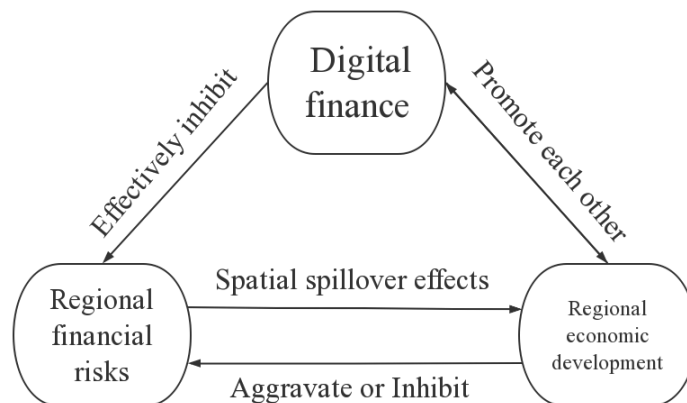 Digital
finance
Effectively inhibit
Promote each other
Regional
financial
risks
Spatial spillover effects
Regional
economic
development
Aggravate or Inhibit